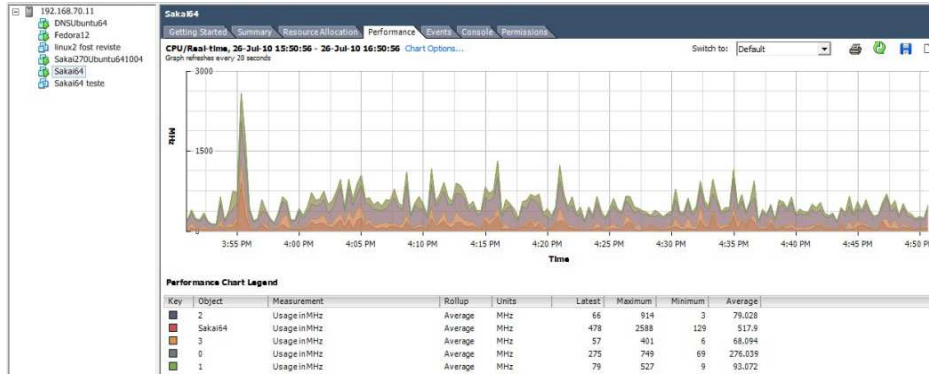 192.168.70.11
DNSUbuntu64
Fedora12
linux2 fost reviste
Sakai270Ubuntu641004
Sakai64
Sakai64 teste
Sakai64
Getting Started Summary Resource Allocation Performance Events Console Permissions
CPU/Real-time, 26-Jul-10 15:50:56 - 26-Jul-10 16:50:56 Chart Options... Switch to: Default
Graph refreshes every 20 seconds
3000
MHz
1500
0
3:55 PM 4:00 PM 4:05 PM 4:10 PM 4:15 PM 4:20 PM 4:25 PM 4:30 PM 4:35 PM 4:40 PM 4:45 PM 4:50
Time
Performance Chart Legend
Key Object Measurement Rollup Units Latest Maximum Minimum Average
2 Usage in MHz Average MHz 66 914 3 79.028
Sakai64 Usage in MHz Average MHz 478 2588 129 517.9
3 Usage in MHz Average MHz 57 401 6 68.094
0 Usage in MHz Average MHz 275 749 69 276.039
1 Usage in MHz Average MHz 79 527 9 93.072